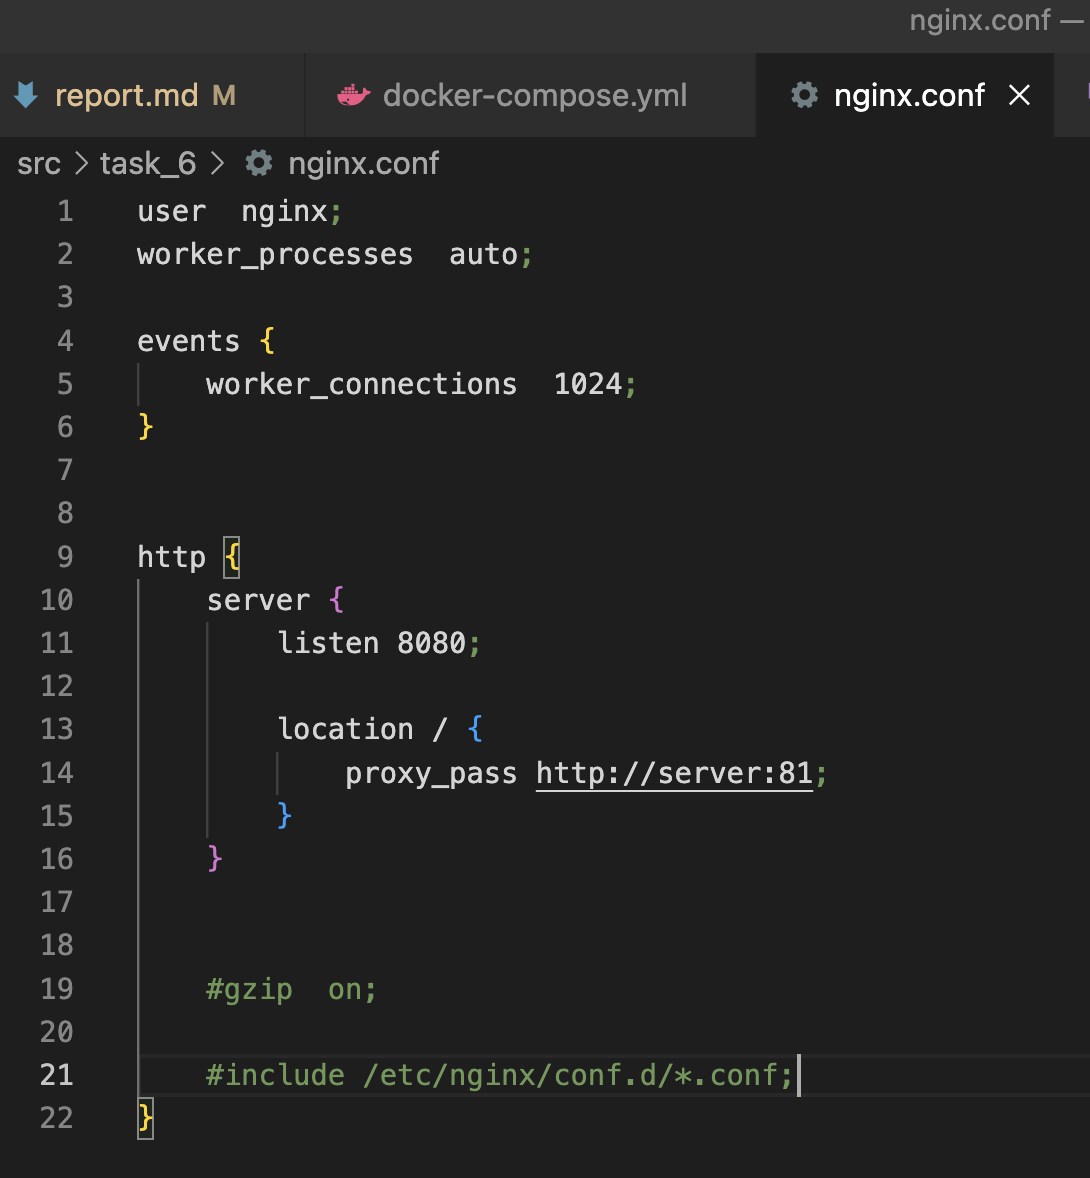 nginx.conf —
report.md M docker-compose.yml nginx.conf
src > task_6 > nginx.conf
1 user  nginx;
2 worker_processes  auto;
3
4 events {
5     worker_connections  1024;
6 }
7
8
9 http {
10     server {
11         listen 8080;
12
13         location / {
14             proxy_pass http://server:81;
15         }
16     }
17
18
19     #gzip  on;
20
21     #include /etc/nginx/conf.d/*.conf;
22 }